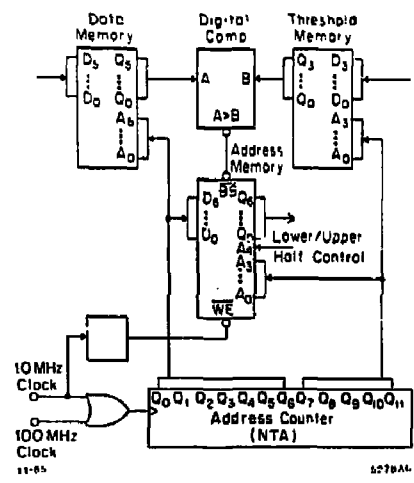 Data Memory
Digital Comp
Threshold Memory
D5 Q5
D0 Q0
A6
A0
A B
A>B
Q3 D3
Q0 D0
A3
A0
Address Memory
BS
D6 Q6
D0 Q0
A4
A3
A0
WE
Lower/Upper Half Control
10 MHz Clock
100 MHz Clock
Q0 Q1 Q2 Q3 Q4 Q5 Q6 Q7 Q8 Q9 Q10 Q11
Address Counter
(NTA)
11-85
5278A6